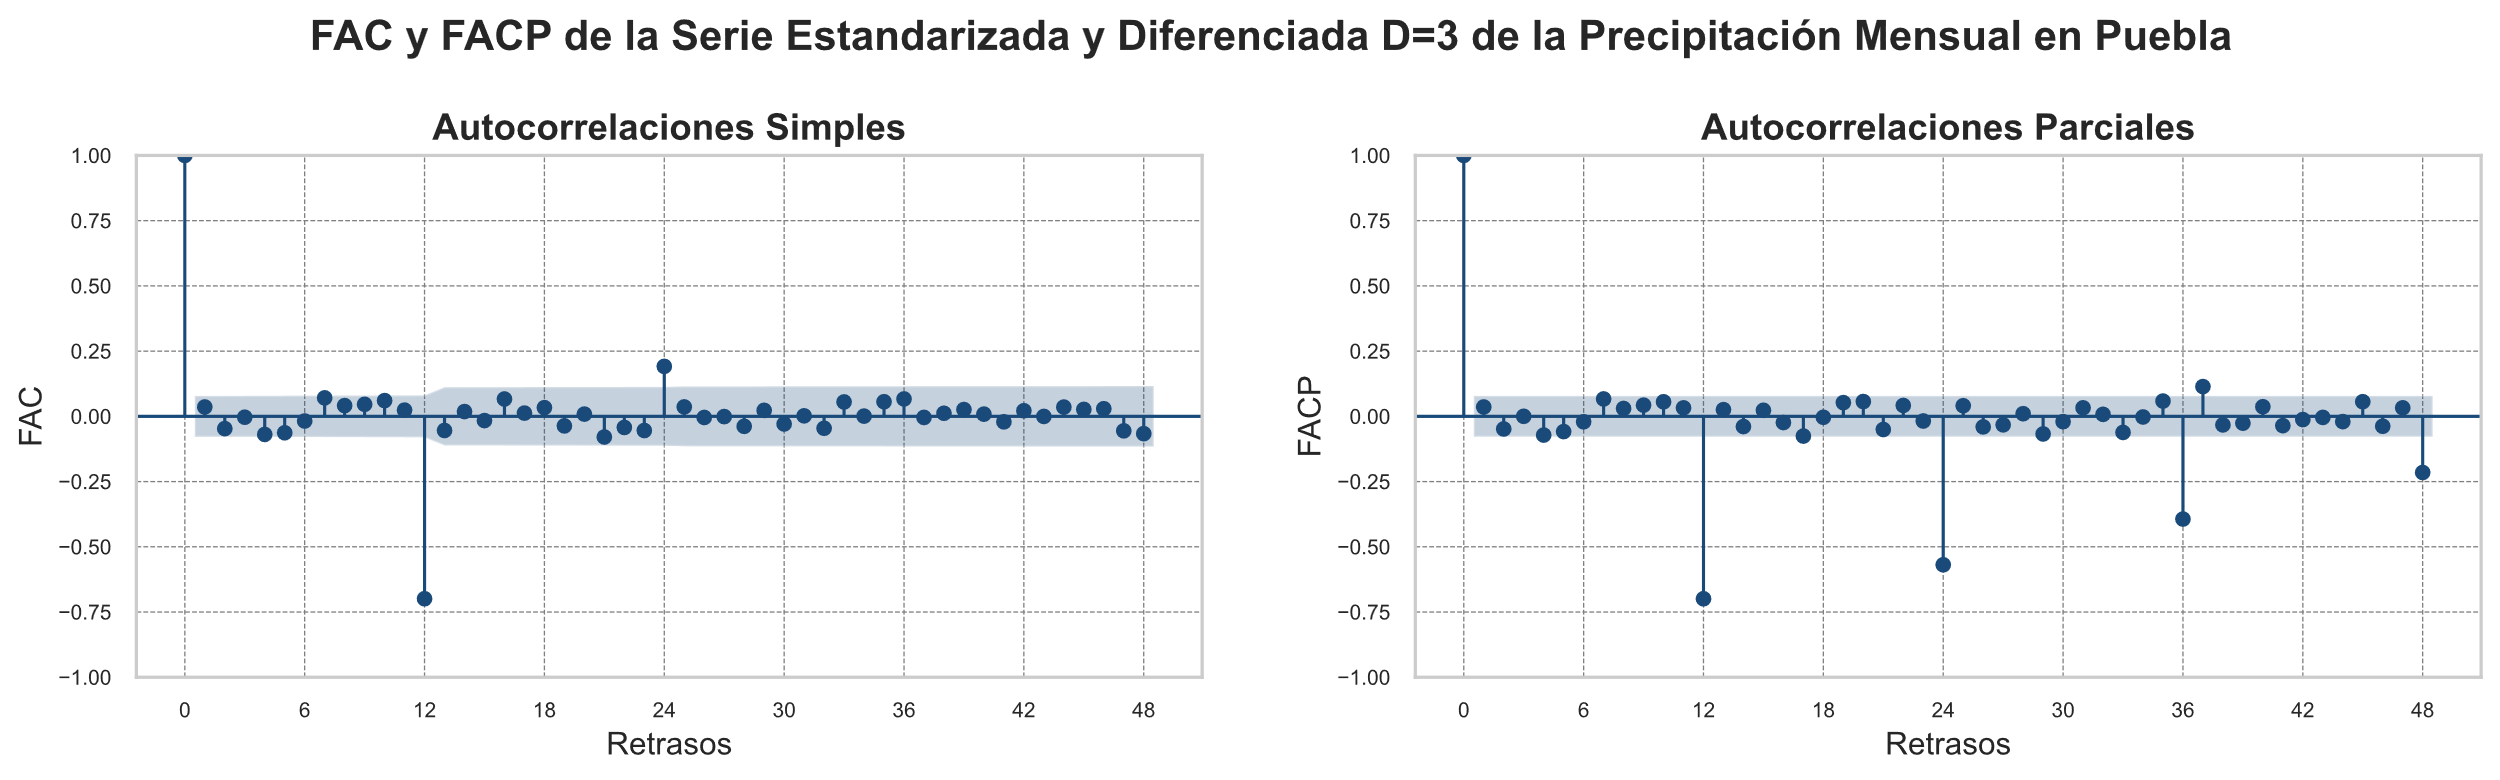 FAC y FACP de la Serie Estandarizada y Diferenciada D=3 de la Precipitación Mensual en Puebla
Autocorrelaciones Simples
1.00
0.75
0.50
0.25
0.00
−0.25
−0.50
−0.75
−1.00
FAC
0 6 12 18 24 30 36 42 48
Retrasos
Autocorrelaciones Parciales
1.00
0.75
0.50
0.25
0.00
−0.25
−0.50
−0.75
−1.00
FACP
0 6 12 18 24 30 36 42 48
Retrasos